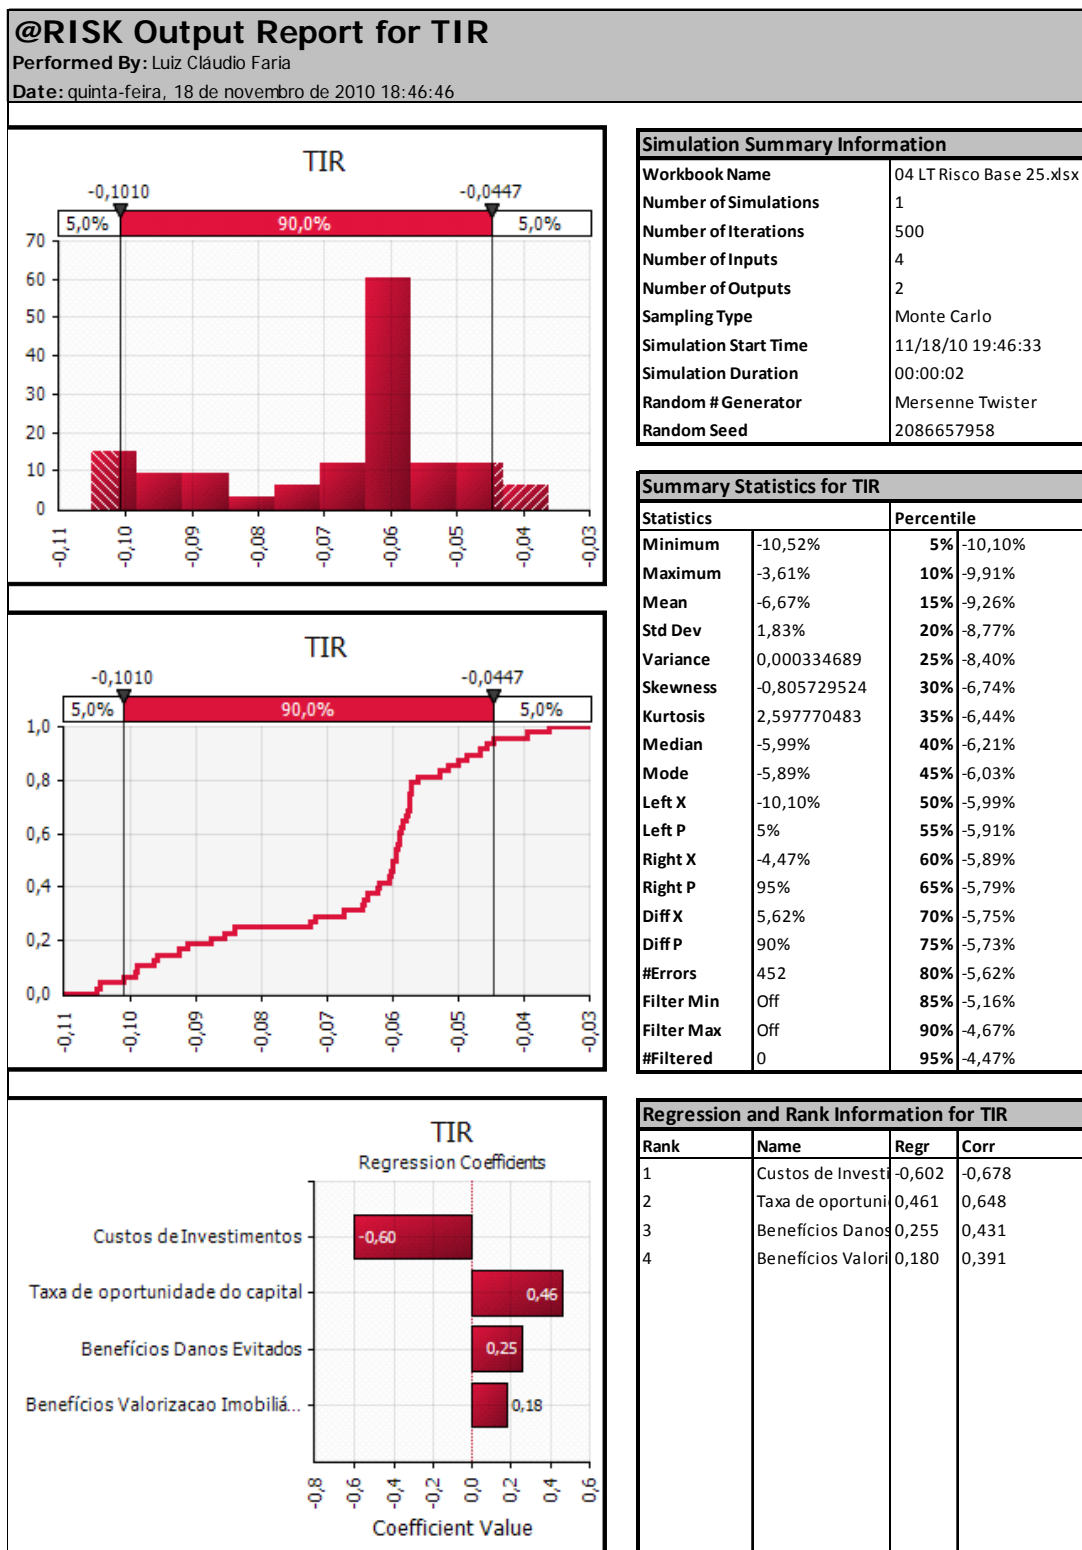 @RISK Output Report for TIR
Performed By: Luiz Cláudio Faria
Date: quinta-feira, 18 de novembro de 2010 18:46:46
TIR
-0,1010 -0,0447
5,0% 90,0% 5,0%
70
60
50
40
30
20
10
0
-0,11 -0,10 -0,09 -0,08 -0,07 -0,06 -0,05 -0,04 -0,03
TIR
-0,1010 -0,0447
5,0% 90,0% 5,0%
1,0
0,8
0,6
0,4
0,2
0,0
-0,11 -0,10 -0,09 -0,08 -0,07 -0,06 -0,05 -0,04 -0,03
TIR
Regression Coefficients
Custos de Investimentos -0,60
Taxa de oportunidade do capital 0,46
Benefícios Danos Evitados 0,25
Benefícios Valorizacao Imobiliá... 0,18
-0,8 -0,6 -0,4 -0,2 0,0 0,2 0,4 0,6
Coefficient Value
Simulation Summary Information
Workbook Name 04 LT Risco Base 25.xlsx
Number of Simulations 1
Number of Iterations 500
Number of Inputs 4
Number of Outputs 2
Sampling Type Monte Carlo
Simulation Start Time 11/18/10 19:46:33
Simulation Duration 00:00:02
Random # Generator Mersenne Twister
Random Seed 2086657958
Summary Statistics for TIR
Statistics Percentile
Minimum -10,52% 5% -10,10%
Maximum -3,61% 10% -9,91%
Mean -6,67% 15% -9,26%
Std Dev 1,83% 20% -8,77%
Variance 0,000334689 25% -8,40%
Skewness -0,805729524 30% -6,74%
Kurtosis 2,597770483 35% -6,44%
Median -5,99% 40% -6,21%
Mode -5,89% 45% -6,03%
Left X -10,10% 50% -5,99%
Left P 5% 55% -5,91%
Right X -4,47% 60% -5,89%
Right P 95% 65% -5,79%
Diff X 5,62% 70% -5,75%
Diff P 90% 75% -5,73%
#Errors 452 80% -5,62%
Filter Min Off 85% -5,16%
Filter Max Off 90% -4,67%
#Filtered 0 95% -4,47%
Regression and Rank Information for TIR
Rank Name Regr Corr
1 Custos de Investi -0,602 -0,678
2 Taxa de oportuni 0,461 0,648
3 Benefícios Danos 0,255 0,431
4 Benefícios Valori 0,180 0,391